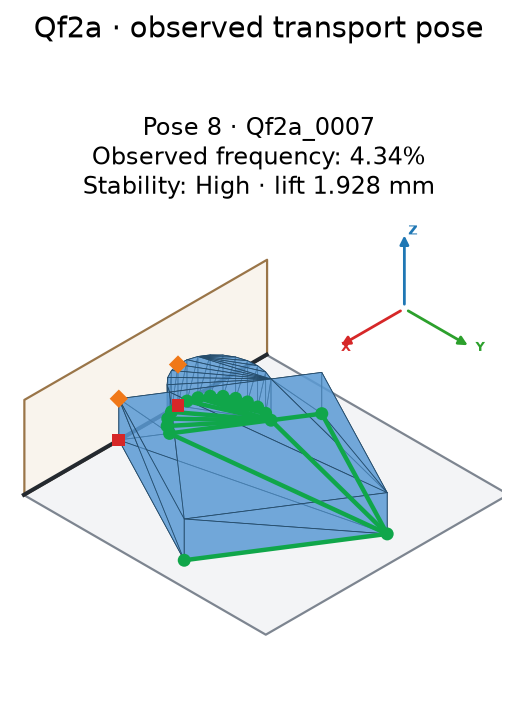 Qf2a · observed transport pose
Pose 8 · Qf2a_0007
Observed frequency: 4.34%
Stability: High · lift 1.928 mm
Z
X
Y